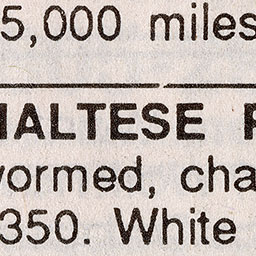 5,000 miles
MALTESE P
wormed, cha
350. White